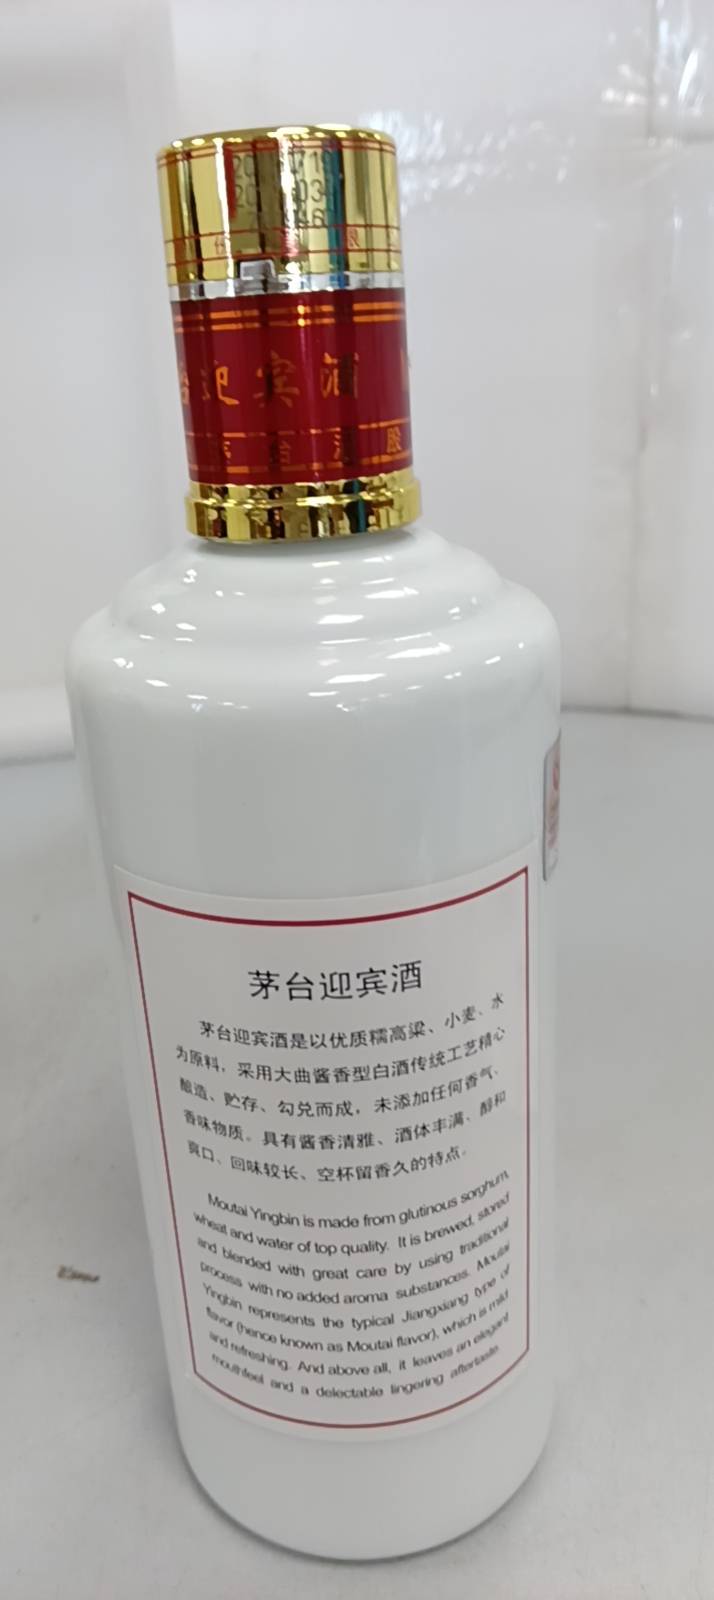 迎宾酒
台酒股
茅台迎宾酒
茅台迎宾酒是以优质糯高粱、小麦、水
为原料，采用大曲酱香型白酒传统工艺精心
酿造、贮存、勾兑而成，未添加任何香气、
香味物质。具有酱香清雅、酒体丰满、醇和
爽口、回味较长、空杯留香久的特点。
Moutai Yingbin is made from glutinous sorghum,
wheat and water of top quality. It is brewed, stored
and blended with great care by using traditional
process with no added aroma substances. Moutai
Yingbin represents the typical Jiangxiang type of
flavor (hence known as Moutai flavor), which is mild
and refreshing. And above all, it leaves an elegant
mouthfeel and a delectable lingering aftertaste.